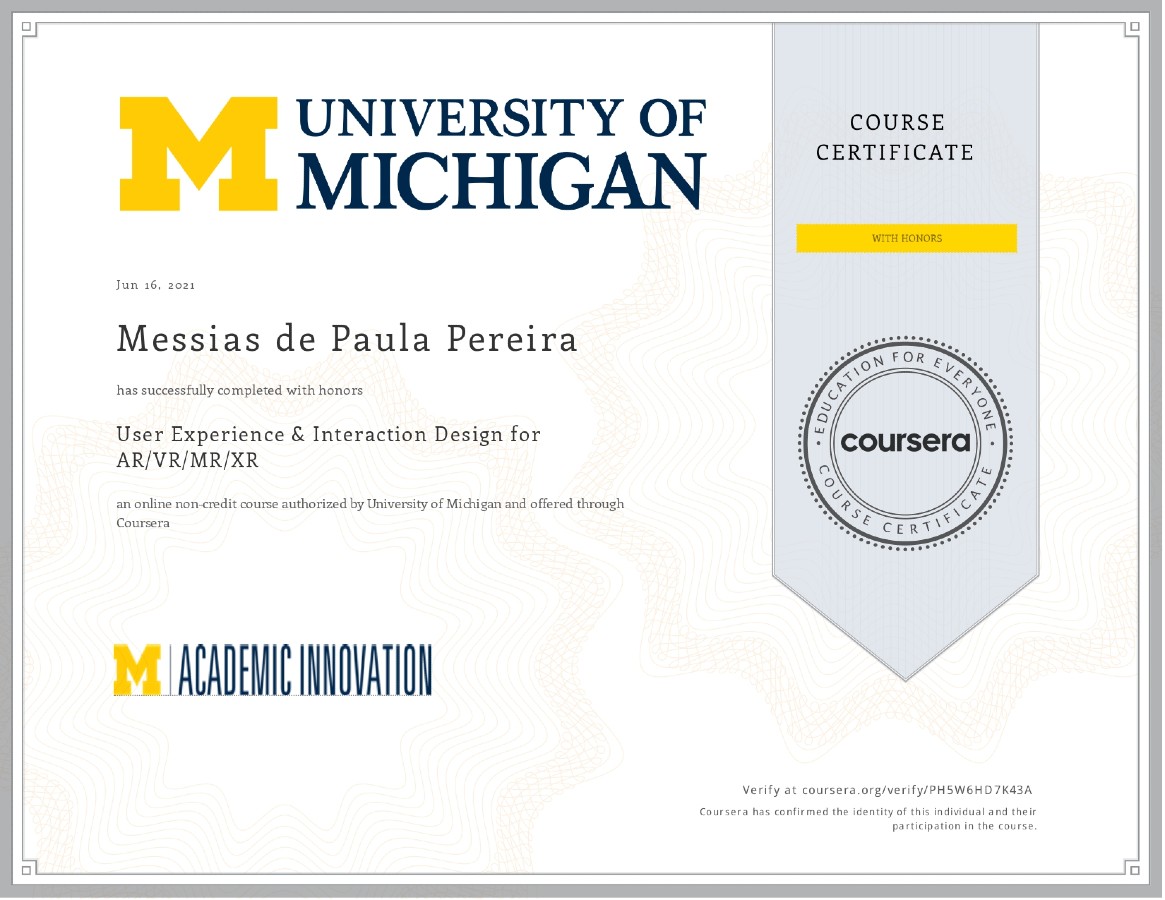 UNIVERSITY OF
MICHIGAN
COURSE
CERTIFICATE
WITH HONORS
Jun 16, 2021
Messias de Paula Pereira
has successfully completed with honors
User Experience & Interaction Design for
AR/VR/MR/XR
an online non-credit course authorized by University of Michigan and offered through
Coursera
EDUCATION FOR EVERYONE
coursera
COURSE CERTIFICATE
M ACADEMIC INNOVATION
Verify at coursera.org/verify/PH5W6HD7K43A
Coursera has confirmed the identity of this individual and their
participation in the course.